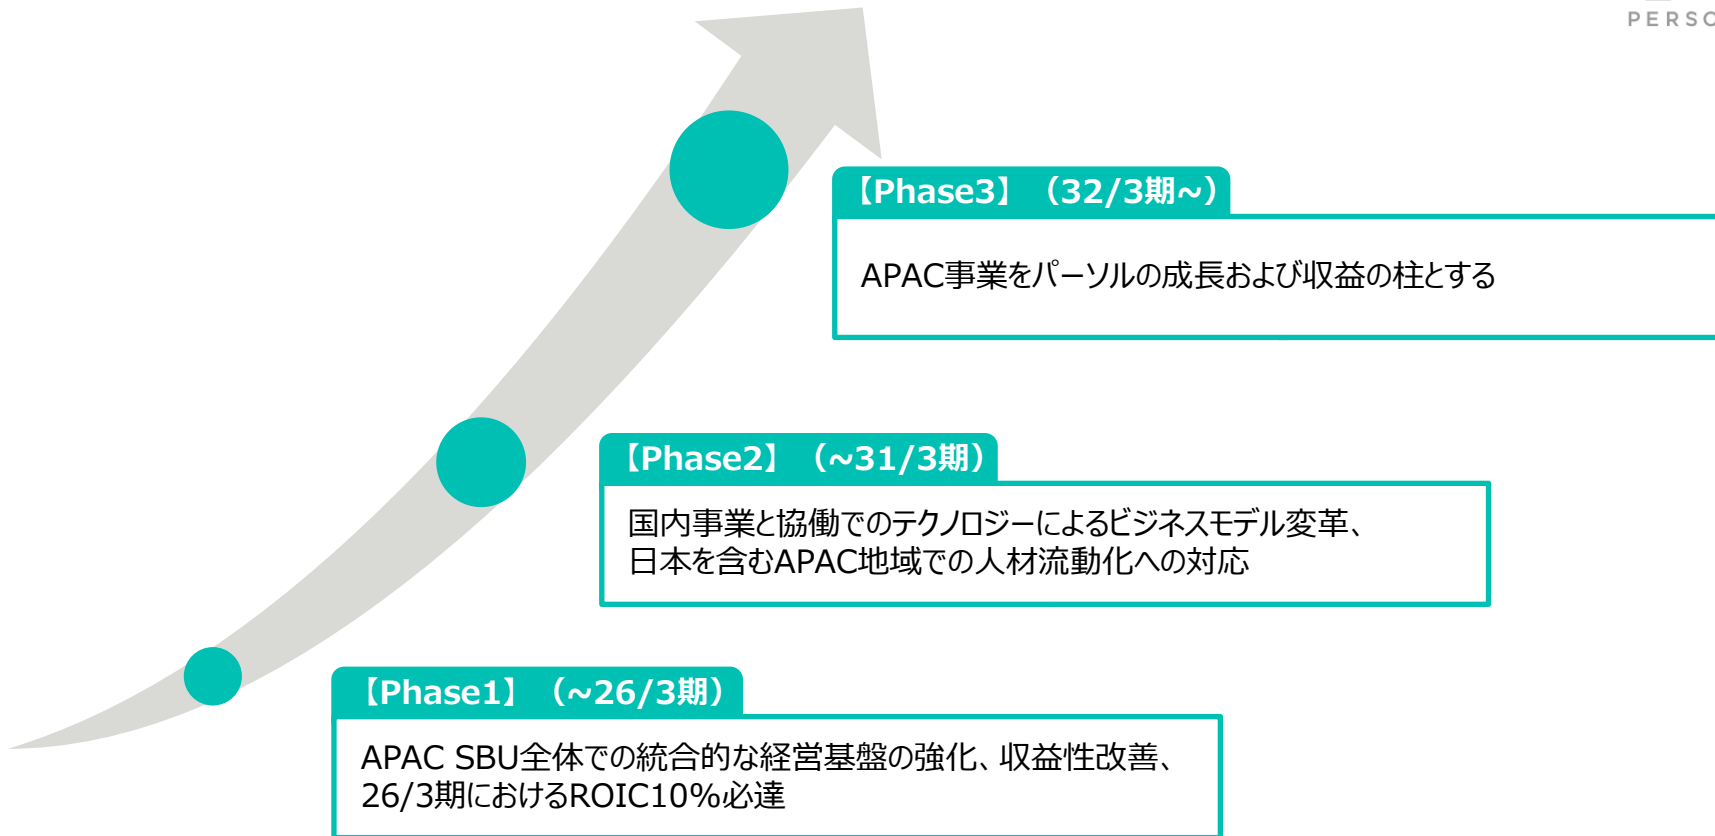 PERSO
【Phase3】（32/3期~）
APAC事業をパーソルの成長および収益の柱とする
【Phase2】（~31/3期）
国内事業と協働でのテクノロジーによるビジネスモデル変革、
日本を含むAPAC地域での人材流動化への対応
【Phase1】（~26/3期）
APAC SBU全体での統合的な経営基盤の強化、収益性改善、
26/3期におけるROIC10%必達